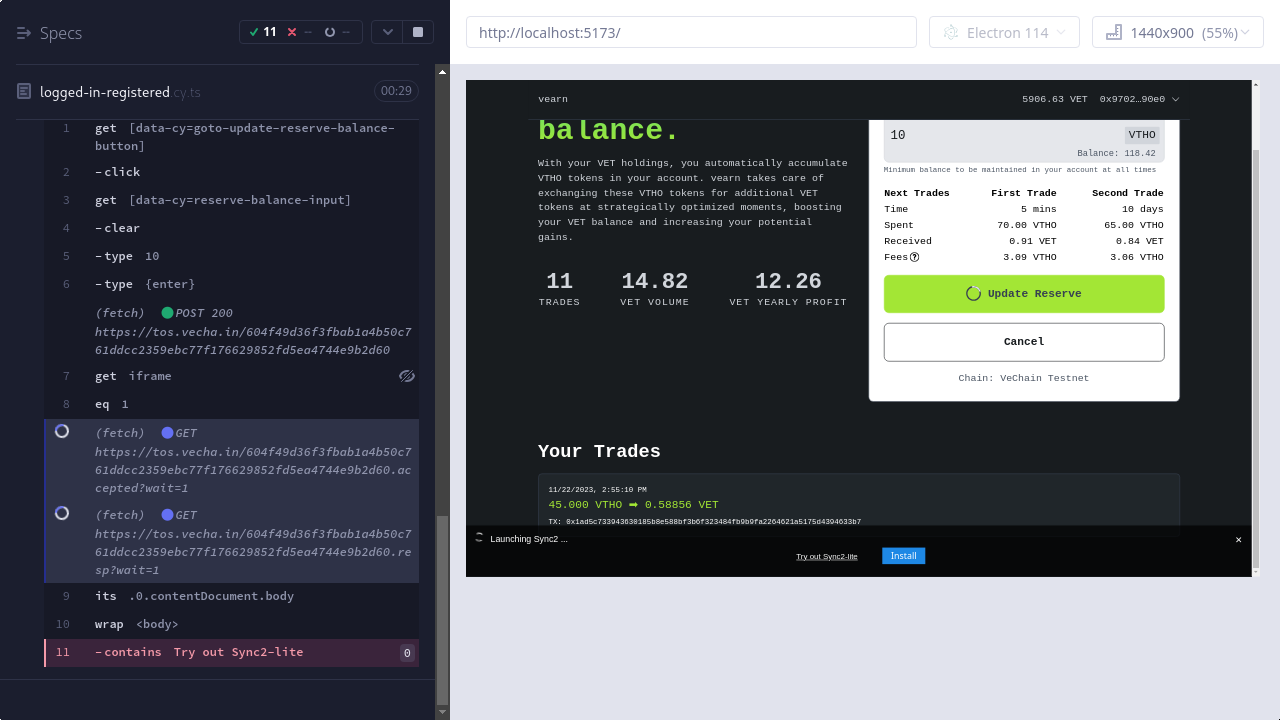 Specs
11
--
--
http://localhost:5173/
Electron 114
1440x900 (55%)
logged-in-registered.cy.ts
00:29
1 get [data-cy=goto-update-reserve-balance-
button]
2 -click
3 get [data-cy=reserve-balance-input]
4 -clear
5 -type 10
6 -type {enter}
(fetch) POST 200
https://tos.vecha.in/604f49d36f3fbab1a4b50c7
61ddcc2359ebc77f176629852fd5ea4744e9b2d60
7 get iframe
8 eq 1
(fetch) GET
https://tos.vecha.in/604f49d36f3fbab1a4b50c7
61ddcc2359ebc77f176629852fd5ea4744e9b2d60.ac
cepted?wait=1
(fetch) GET
https://tos.vecha.in/604f49d36f3fbab1a4b50c7
61ddcc2359ebc77f176629852fd5ea4744e9b2d60.re
sp?wait=1
9 its .0.contentDocument.body
10 wrap <body>
11 -contains Try out Sync2-lite 0
vearn
5906.63 VET 0x9702…90e0
balance.
With your VET holdings, you automatically accumulate
VTHO tokens in your account. vearn takes care of
exchanging these VTHO tokens for additional VET
tokens at strategically optimized moments, boosting
your VET balance and increasing your potential
gains.
11 14.82 12.26
TRADES VET VOLUME VET YEARLY PROFIT
10 VTHO
Balance: 118.42
Minimum balance to be maintained in your account at all times
Next Trades First Trade Second Trade
Time 5 mins 10 days
Spent 70.00 VTHO 65.00 VTHO
Received 0.91 VET 0.84 VET
Fees? 3.09 VTHO 3.06 VTHO
Update Reserve
Cancel
Chain: VeChain Testnet
Your Trades
11/22/2023, 2:55:10 PM
45.000 VTHO ➡ 0.58856 VET
TX: 0x1ad5c733943630185b8e588bf3b6f323484fb9b9fa2264621a5175d4394633b7
Launching Sync2 ...
×
Try out Sync2-lite
Install